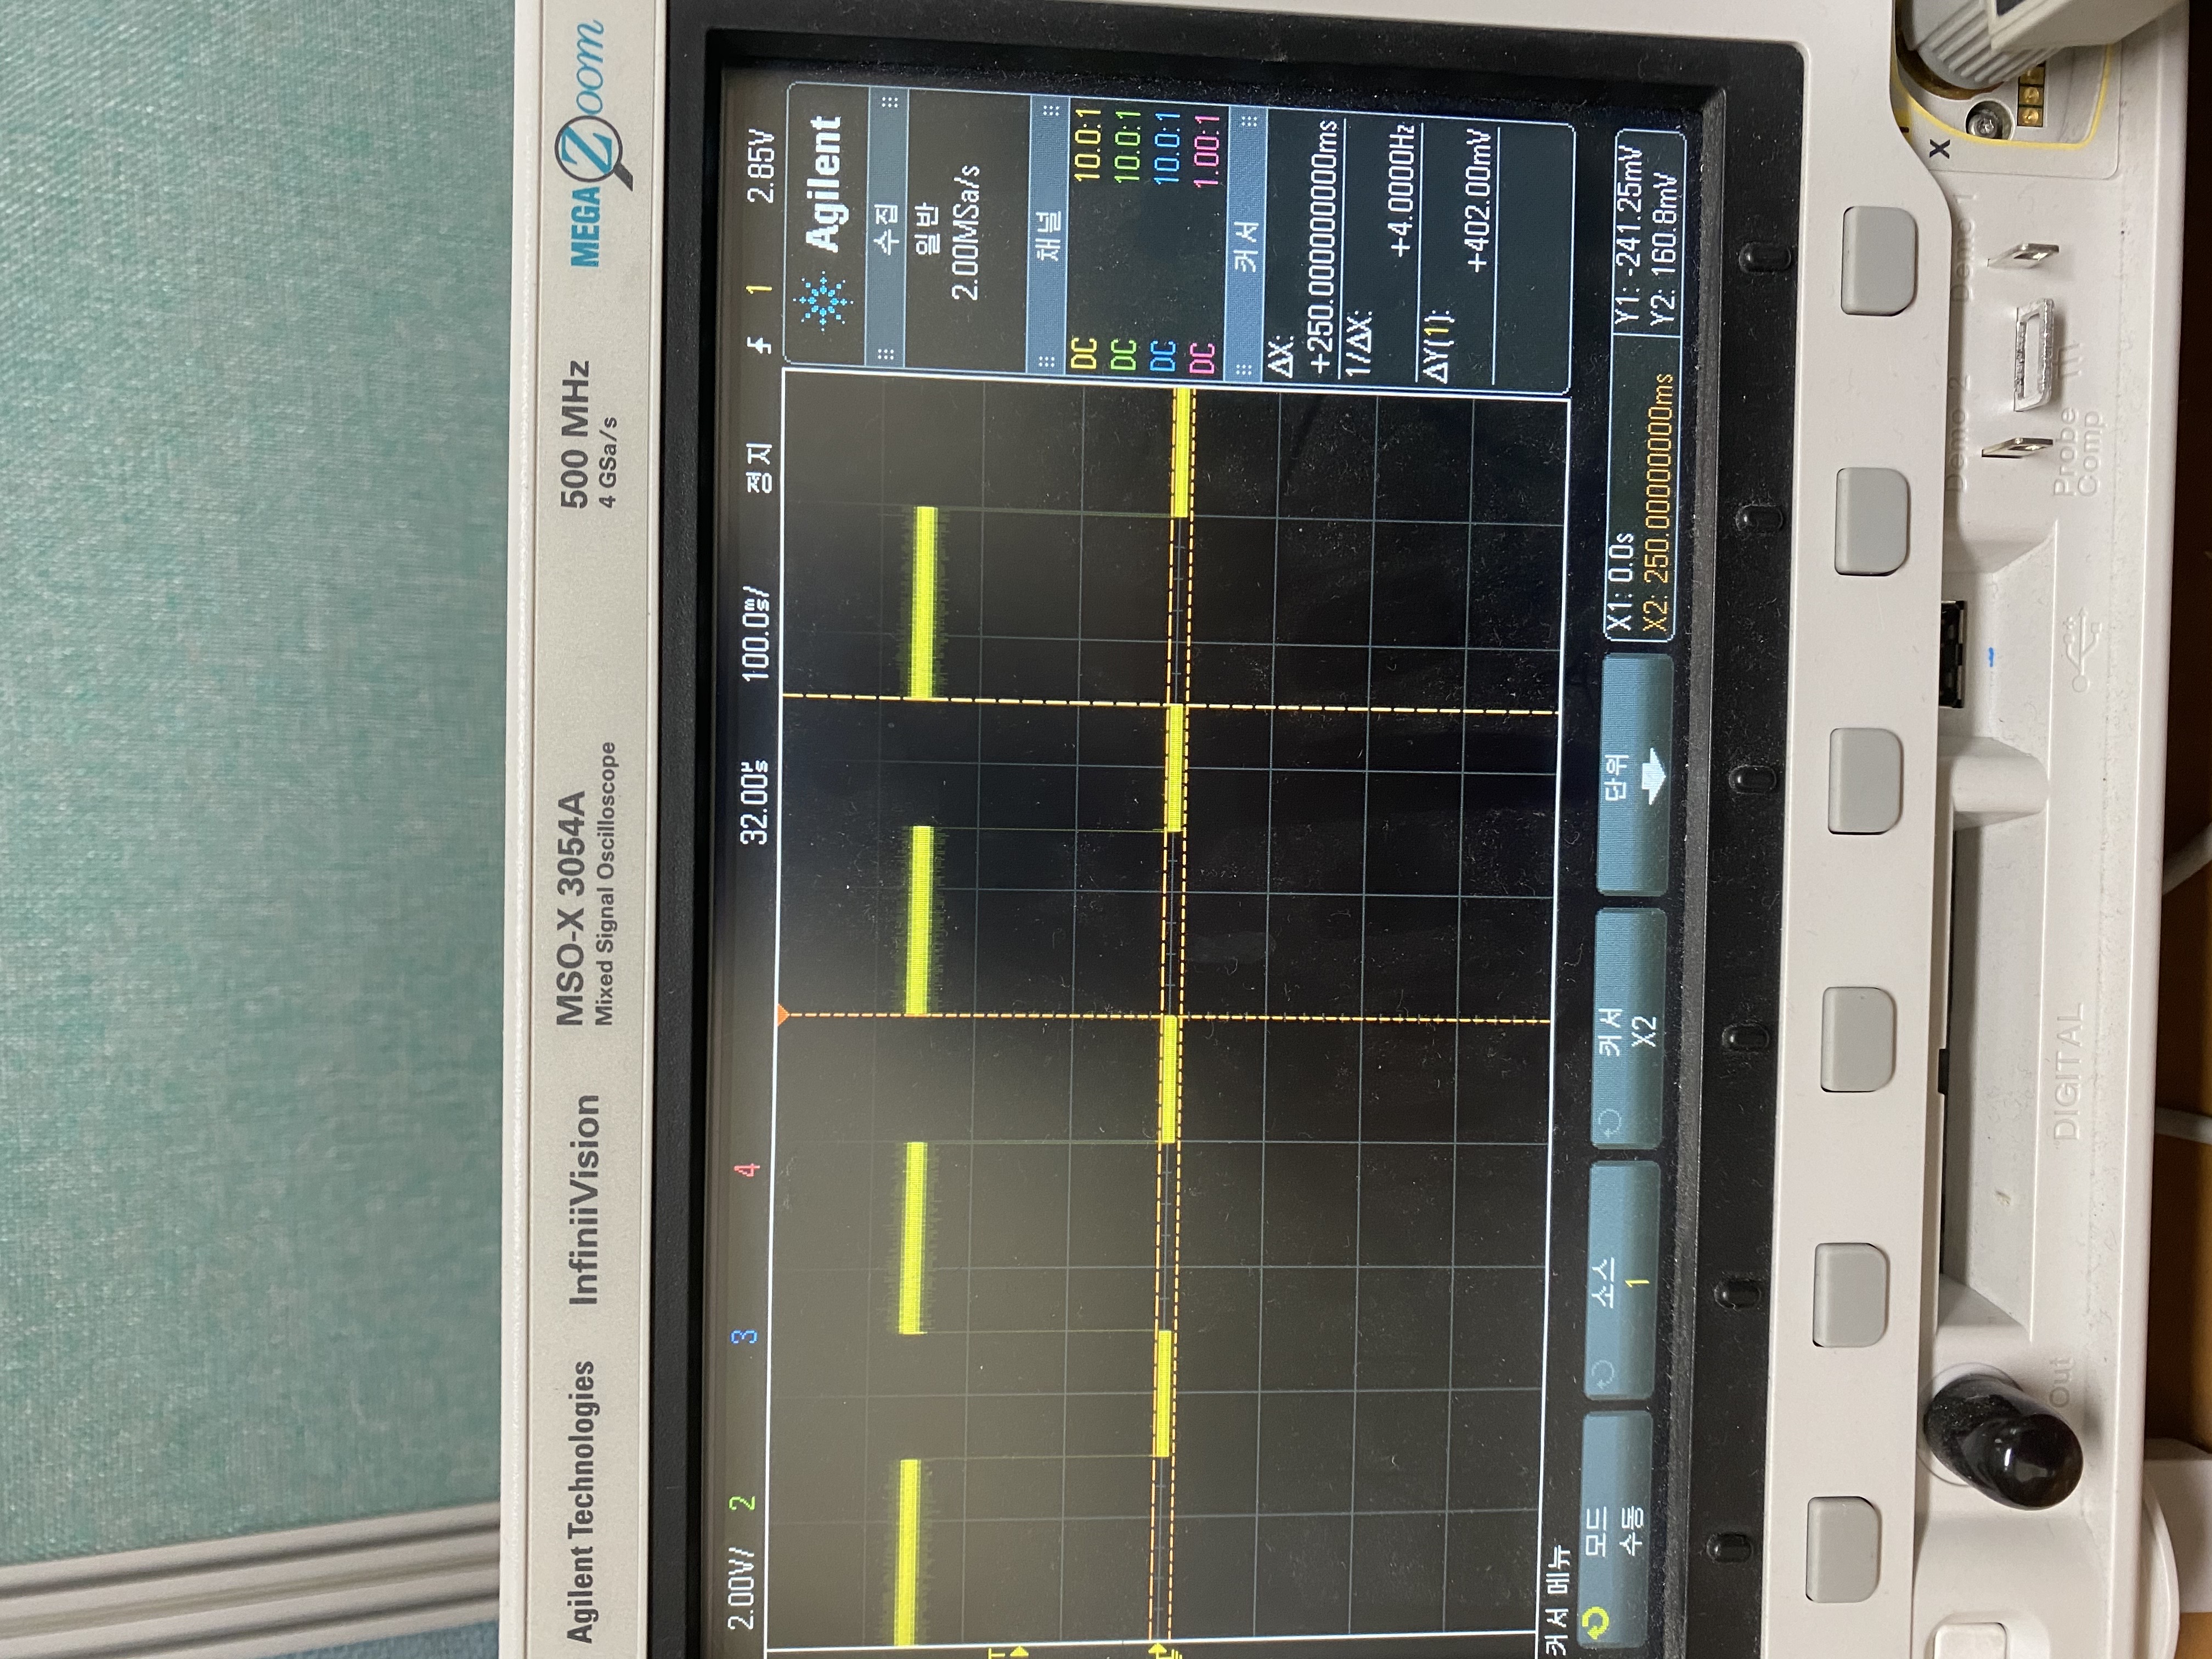 Agilent Technologies InfiniiVision MSO-X 3054A 500 MHz MEGA Zoom
Mixed Signal Oscilloscope 4 GSa/s
2.00V/ 2 3 4 32.00µs 100.0ms/ 정지 1 2.85V
Agilent
수집
일반
2.00MSa/s
T
채널
DC 10.0:1
DC 10.0:1
DC 10.0:1
DC 1.00:1
커서
ΔX:
+250.000000000ms
1/ΔX:
+4.0000Hz
ΔY(1):
+402.00mV
커서 메뉴
모드 소스 커서 단위
수동 1 X2
X1: 0.0s Y1: -241.25mV
X2: 250.00000000ms Y2: 160.8mV
X
Demo 2 Demo 1
Out DIGITAL Probe
Comp